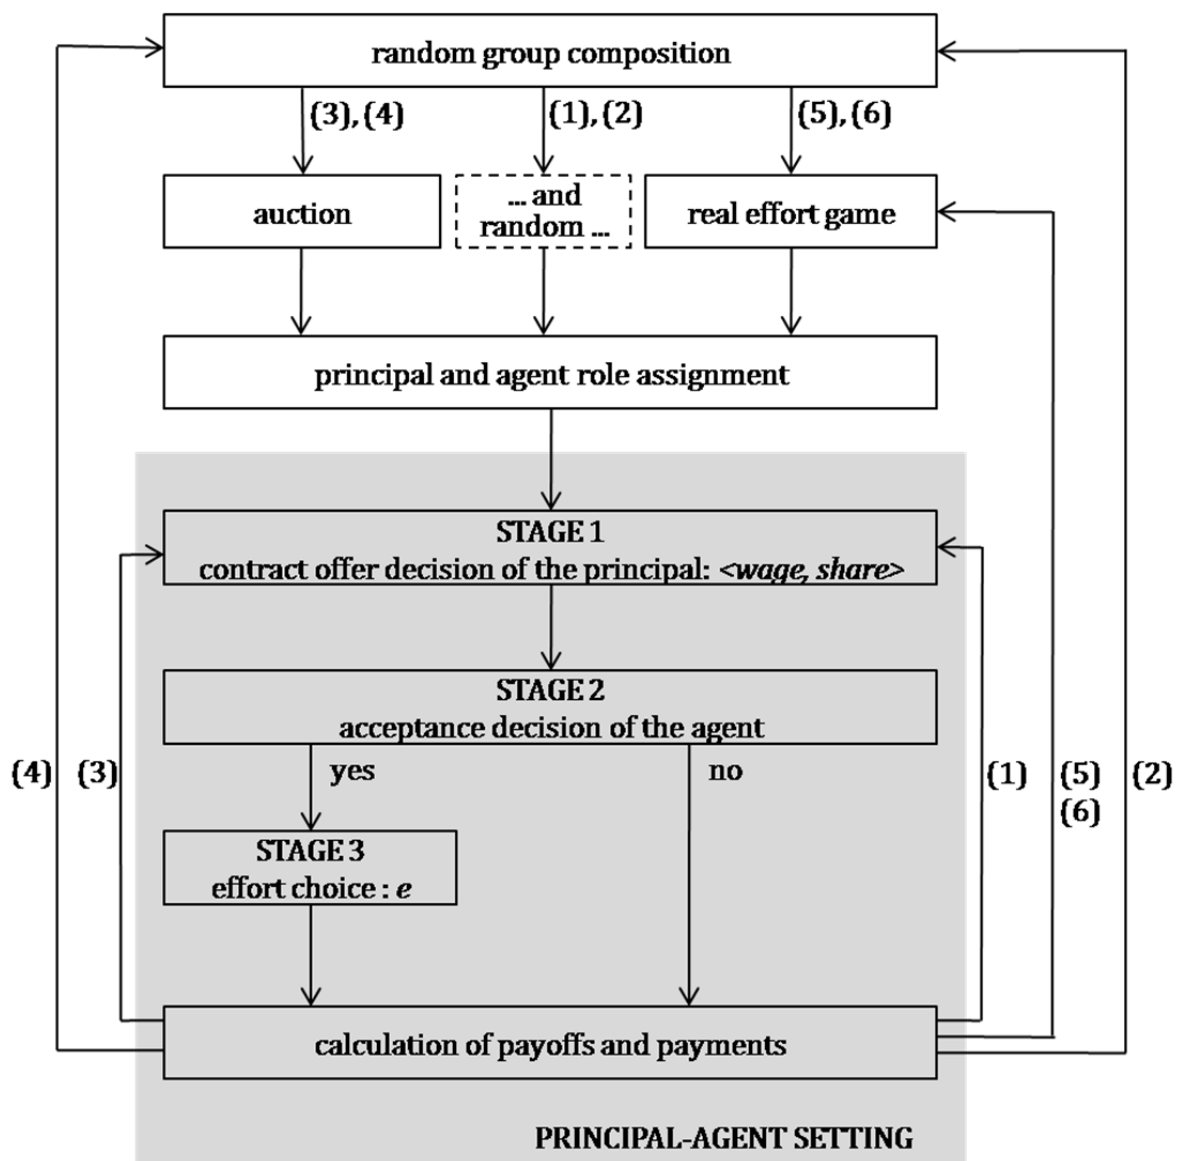 random group composition
(3), (4)
(1), (2)
(5), (6)
auction
... and
random ...
real effort game
principal and agent role assignment
STAGE 1
contract offer decision of the principal: <wage, share>
STAGE 2
acceptance decision of the agent
yes
no
(4)
(3)
(1)
(5)
(6)
(2)
STAGE 3
effort choice : e
calculation of payoffs and payments
PRINCIPAL-AGENT SETTING